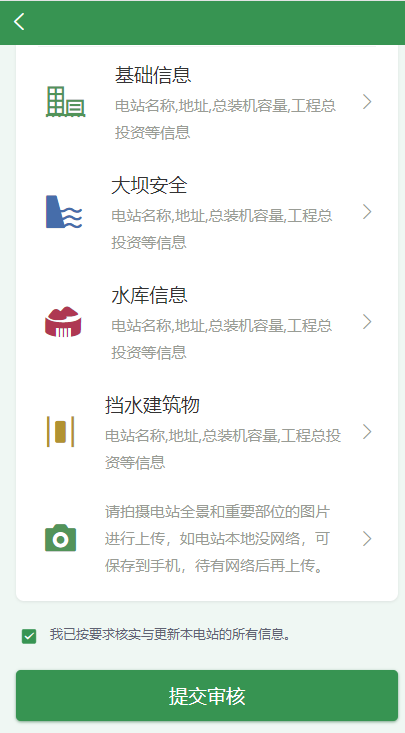 基础信息
电站名称,地址,总装机容量,工程总
投资等信息
大坝安全
电站名称,地址,总装机容量,工程总
投资等信息
水库信息
电站名称,地址,总装机容量,工程总
投资等信息
挡水建筑物
电站名称,地址,总装机容量,工程总投
资等信息
请拍摄电站全景和重要部位的图片
进行上传，如电站本地没网络，可
保存到手机，待有网络后再上传。
我已按要求核实与更新本电站的所有信息。
提交审核